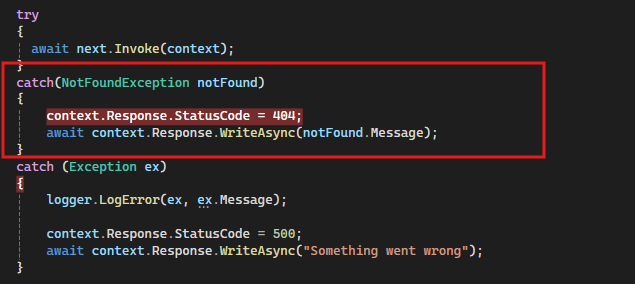 try
{
await next.Invoke(context);
}
catch(NotFoundException notFound)
{
context.Response.StatusCode = 404;
await context.Response.WriteAsync(notFound.Message);
}
catch (Exception ex)
{
logger.LogError(ex, ex.Message);
context.Response.StatusCode = 500;
await context.Response.WriteAsync("Something went wrong");
}